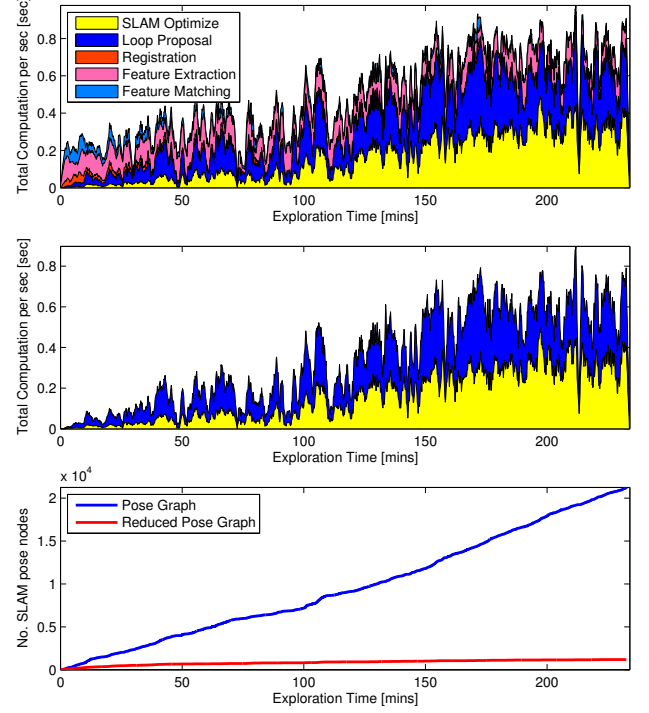 Total Computation per sec [sec]
0.8
0.6
0.4
0.2
0
SLAM Optimize
Loop Proposal
Registration
Feature Extraction
Feature Matching
0 50 100 150 200
Exploration Time [mins]
Total Computation per sec [sec]
0.8
0.6
0.4
0.2
0
0 50 100 150 200
Exploration Time [mins]
x 10^4
No. SLAM pose nodes
2
1.5
1
0.5
0
Pose Graph
Reduced Pose Graph
0 50 100 150 200
Exploration Time [mins]